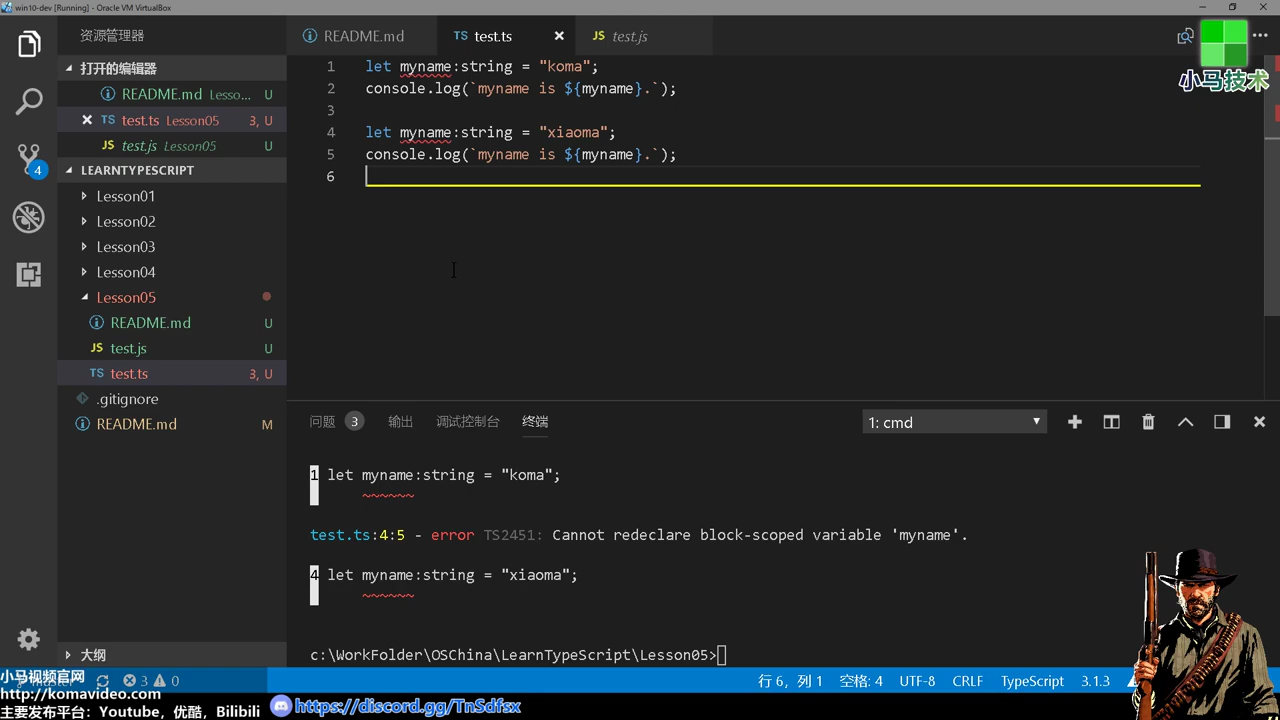 win10-dev [Running] - Oracle VM VirtualBox
资源管理器
README.md
TS test.ts
JS test.js
小马技术
打开的编辑器
README.md Lesso... U
TS test.ts Lesson05 3, U
JS test.js Lesson05 U
4
LEARNTYPESCRIPT
Lesson01
Lesson02
Lesson03
Lesson04
Lesson05
README.md U
JS test.js U
TS test.ts 3, U
.gitignore
README.md M
大纲
1 let myname:string = "koma";
2 console.log(`myname is ${myname}.`);
3
4 let myname:string = "xiaoma";
5 console.log(`myname is ${myname}.`);
6
问题 3 输出 调试控制台 终端 1: cmd
1 let myname:string = "koma";
~~~~~~
test.ts:4:5 - error TS2451: Cannot redeclare block-scoped variable 'myname'.
4 let myname:string = "xiaoma";
~~~~~~
c:\WorkFolder\OSChina\LearnTypeScript\Lesson05>
小马视频官网
3 0
行 6，列 1 空格: 4 UTF-8 CRLF TypeScript 3.1.3
http://komavideo.com
主要发布平台：Youtube，优酷，Bilibili
https://discord.gg/TnSdfsx